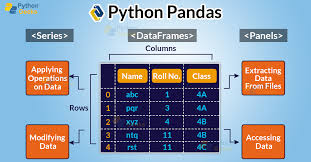 Python
Python Pandas
<Series>
<DataFrames>
<Panels>
Columns
Applying
Operations
on Data
Extracting
Data
From Files
Rows
Name Roll No. Class
0 abc 1 4A
1 pqr 3 4A
2 xyz 4 4B
3 ntq 11 4B
4 rst 11 4C
Modifying
Data
Accessing
Data